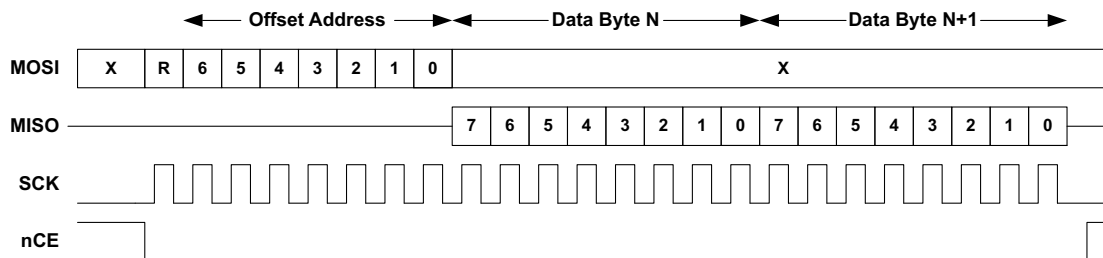 Offset Address Data Byte N Data Byte N+1
MOSI X R 6 5 4 3 2 1 0 X
MISO 7 6 5 4 3 2 1 0 7 6 5 4 3 2 1 0
SCK
nCE